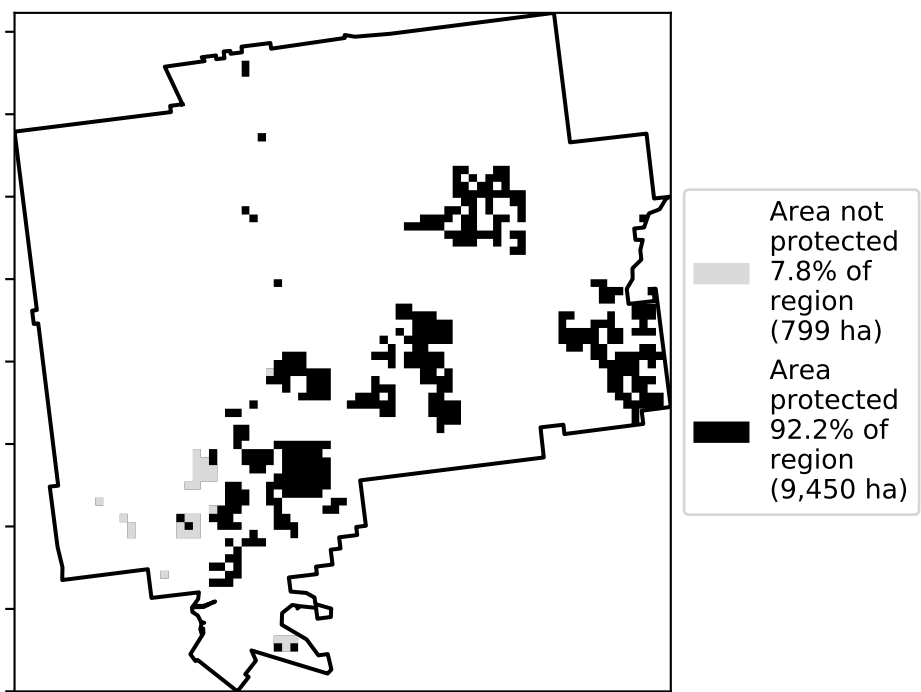 Area not
protected
7.8% of
region
(799 ha)
Area
protected
92.2% of
region
(9,450 ha)